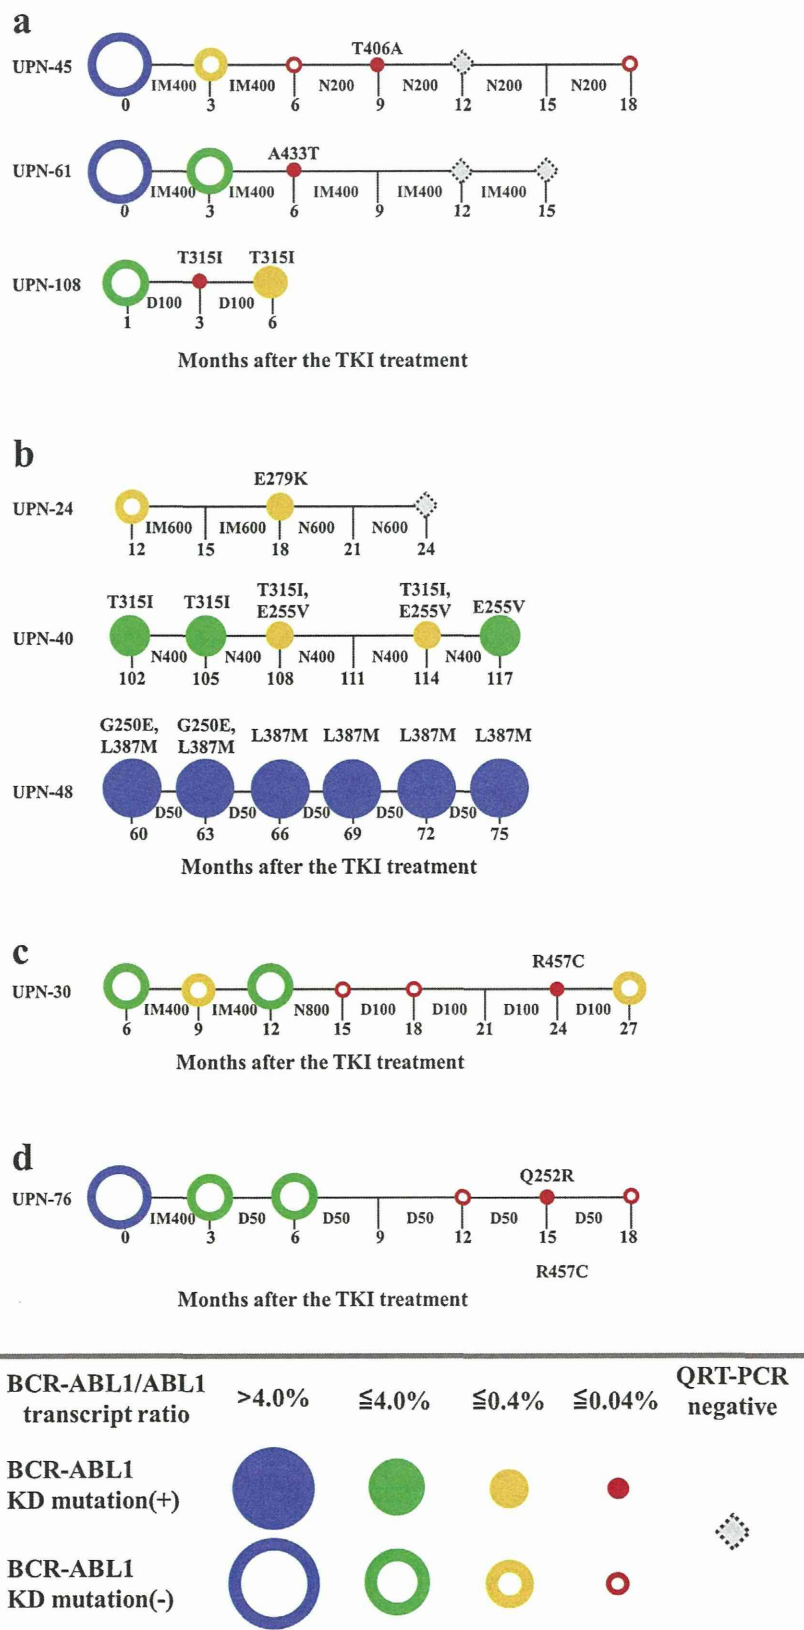 a
T406A
UPN-45
IM400 IM400 N200 N200 N200 N200
0 3 6 9 12 15 18
A433T
UPN-61
IM400 IM400 IM400 IM400 IM400
0 3 6 9 12 15
T315I T315I
UPN-108
D100 D100
1 3 6
Months after the TKI treatment
b
E279K
UPN-24
IM600 IM600 N600 N600
12 15 18 21 24
T315I T315I T315I, E255V T315I, E255V E255V
UPN-40
N400 N400 N400 N400 N400
102 105 108 111 114 117
G250E, L387M G250E, L387M L387M L387M L387M L387M
UPN-48
D50 D50 D50 D50 D50
60 63 66 69 72 75
Months after the TKI treatment
c
R457C
UPN-30
IM400 IM400 N800 D100 D100 D100 D100
6 9 12 15 18 21 24 27
Months after the TKI treatment
d
Q252R
UPN-76
IM400 D50 D50 D50 D50 D50
0 3 6 9 12 15 18
R457C
Months after the TKI treatment
BCR-ABL1/ABL1
transcript ratio
>4.0% ≦4.0% ≦0.4% ≦0.04%
QRT-PCR
negative
BCR-ABL1
KD mutation(+)
BCR-ABL1
KD mutation(-)